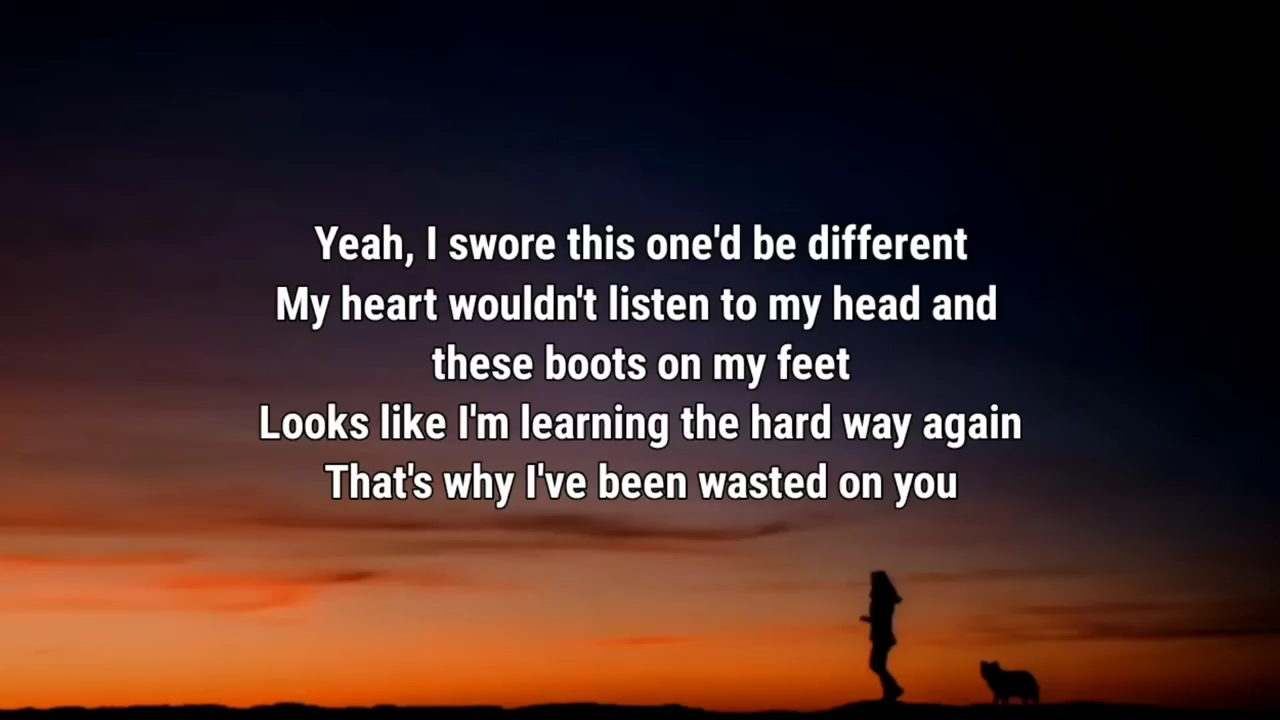 Yeah, I swore this one'd be different
My heart wouldn't listen to my head and
these boots on my feet
Looks like I'm learning the hard way again
That's why I've been wasted on you